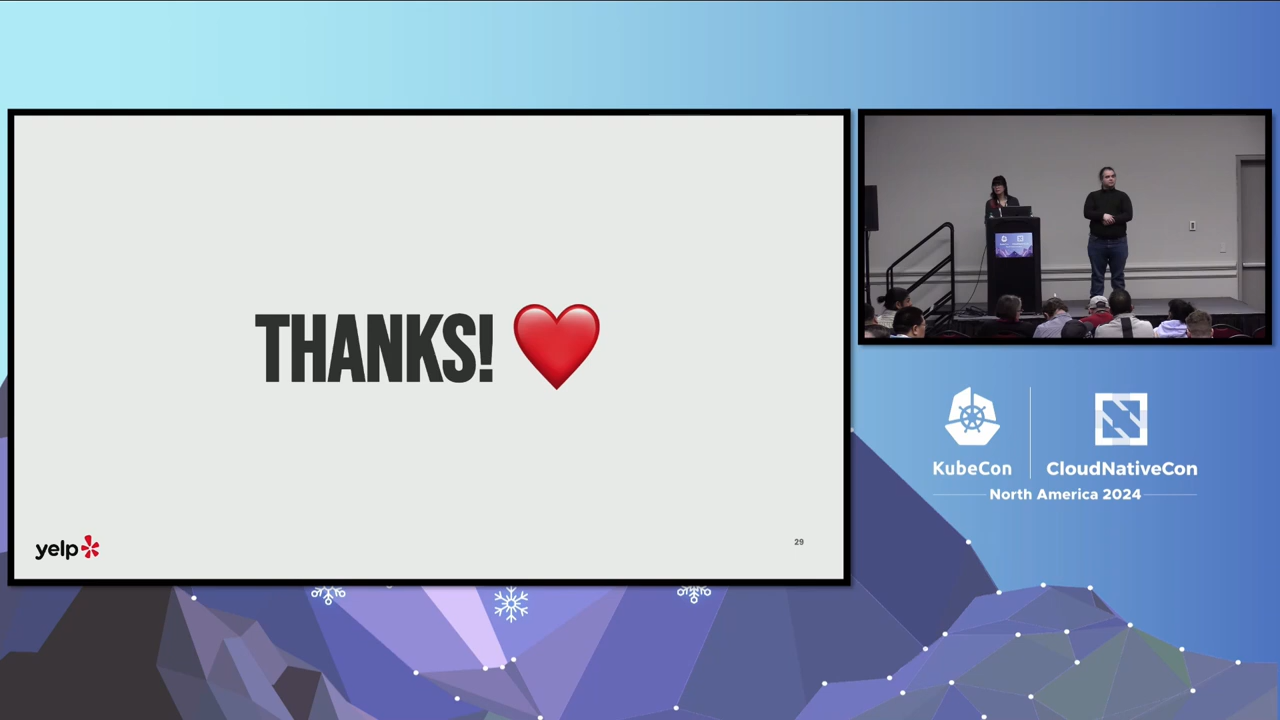 THANKS! ❤️
yelp
29
KubeCon
CloudNativeCon
North America 2024